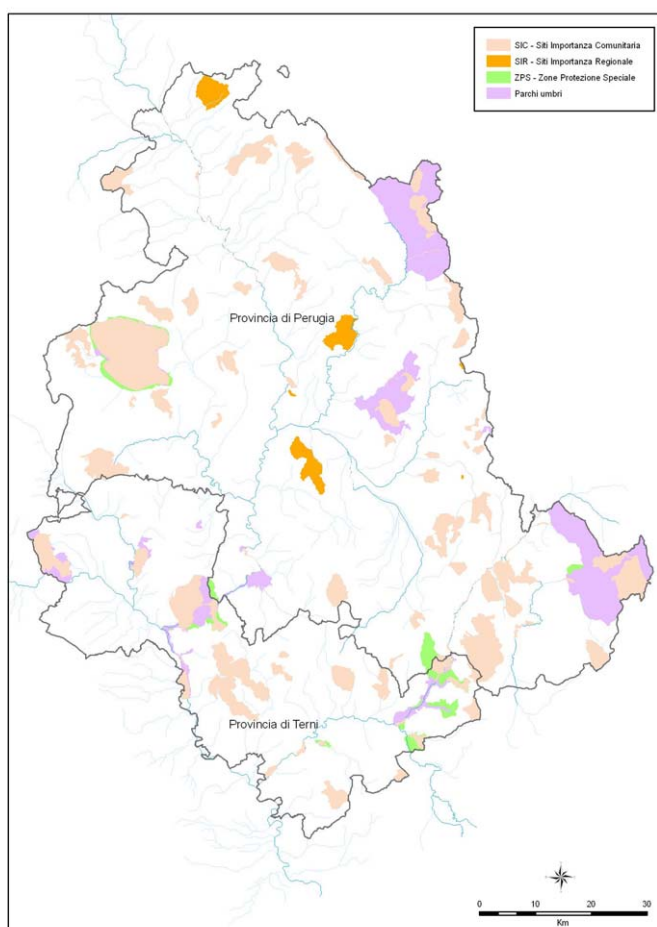 SIC - Siti Importanza Comunitaria
SIR - Siti Importanza Regionale
ZPS - Zone Protezione Speciale
Parchi umbri
Provincia di Perugia
Provincia di Terni
0 10 20 30
Km